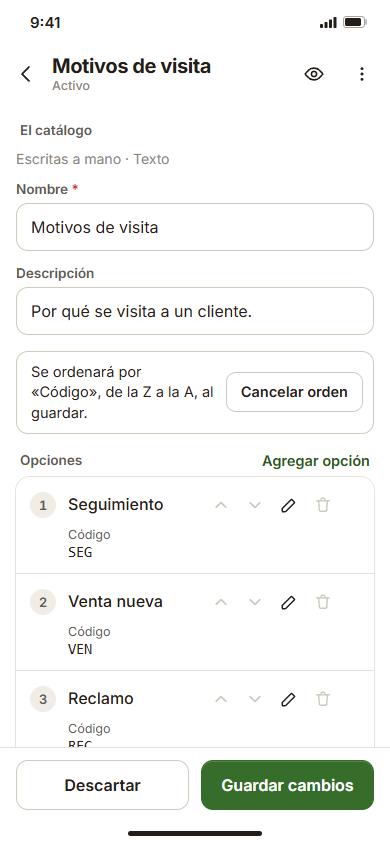 9:41
Motivos de visita
Activo
El catálogo
Escritas a mano · Texto
Nombre *
Motivos de visita
Descripción
Por qué se visita a un cliente.
Se ordenará por
«Código», de la Z a la A, al
guardar.
Cancelar orden
Opciones
Agregar opción
1
Seguimiento
Código
SEG
2
Venta nueva
Código
VEN
3
Reclamo
Código
REC
Descartar
Guardar cambios